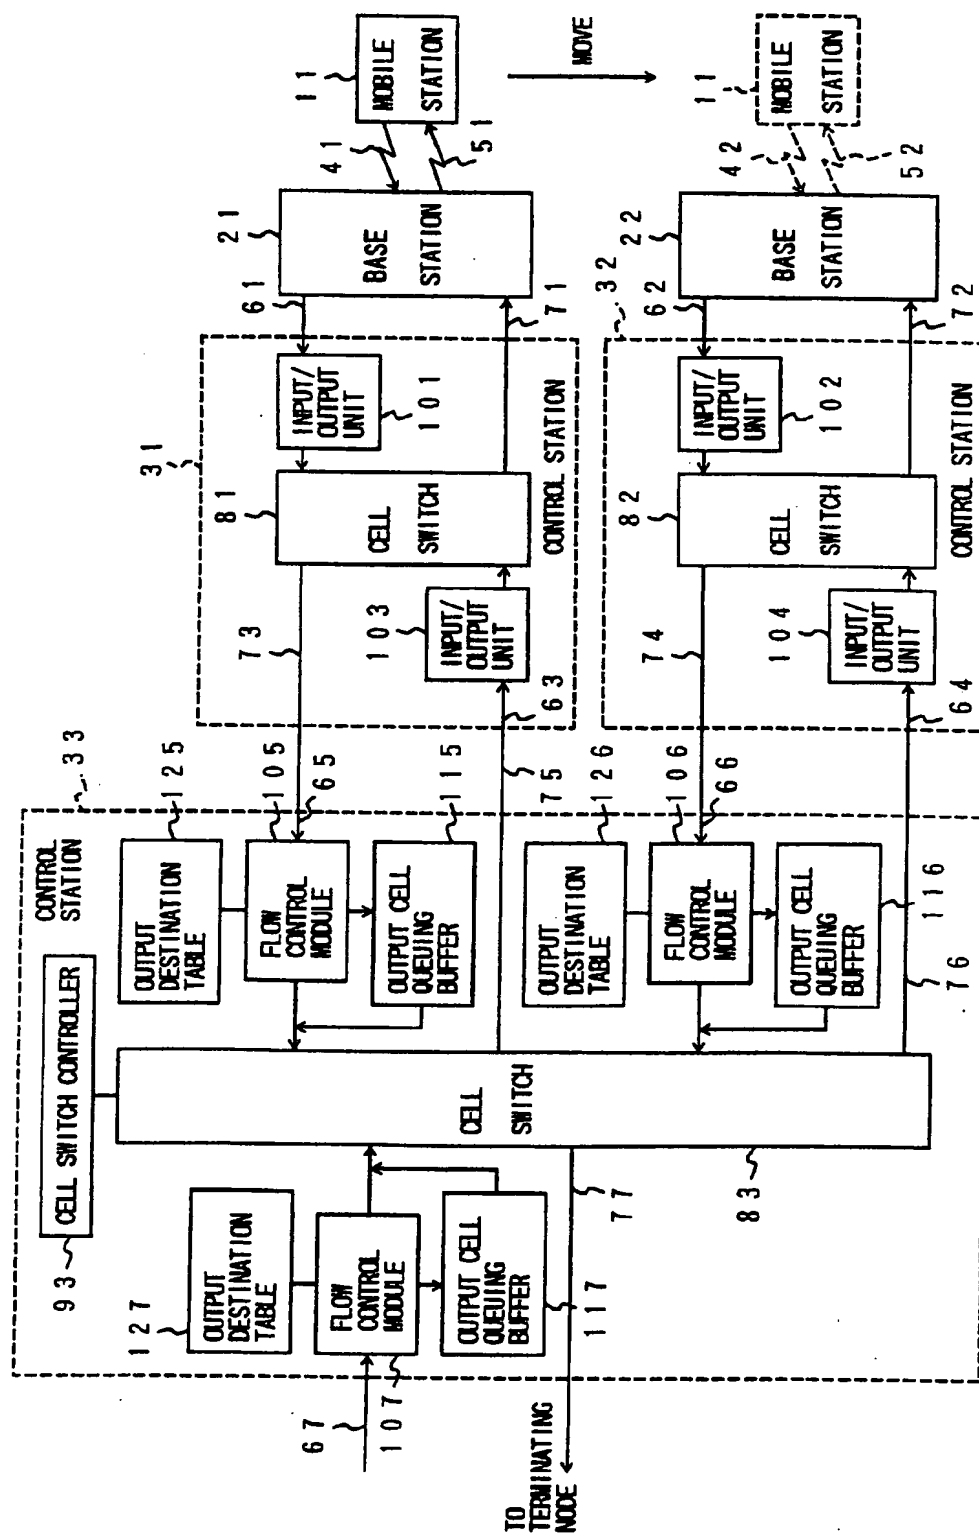 CONTROL
STATION
33
CELL SWITCH CONTROLLER
93
OUTPUT
DESTINATION
TABLE
127
OUTPUT
DESTINATION
TABLE
125
67
FLOW
CONTROL
MODULE
107
FLOW
CONTROL
MODULE
105
65
OUTPUT CELL
QUEUING
BUFFER
117
OUTPUT CELL
QUEUING
BUFFER
115
CELL
SWITCH
83
77
TO TERMINATING
NODE
75
OUTPUT
DESTINATION
TABLE
126
FLOW
CONTROL
MODULE
106
66
OUTPUT CELL
QUEUING
BUFFER
116
76
31
73
CELL
SWITCH
81
INPUT/
OUTPUT
UNIT
101
INPUT/
OUTPUT
UNIT
103
63
CONTROL STATION
61
BASE
STATION
21
71
41
51
MOBILE
STATION
11
MOVE
32
74
CELL
SWITCH
82
INPUT/
OUTPUT
UNIT
102
INPUT/
OUTPUT
UNIT
104
64
CONTROL STATION
62
BASE
STATION
22
72
42
52
MOBILE
STATION
11